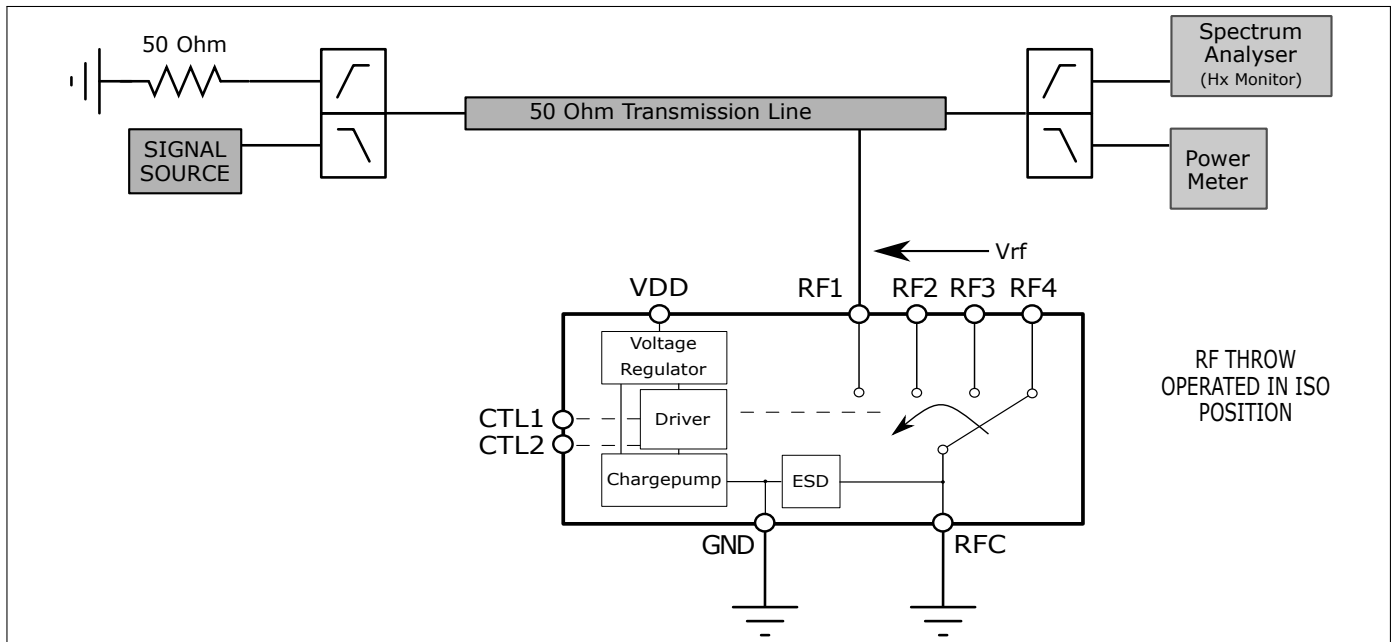 50 Ohm
SIGNAL
SOURCE
50 Ohm Transmission Line
Spectrum
Analyser
(Hx Monitor)
Power
Meter
Vrf
VDD
RF1
RF2
RF3
RF4
Voltage
Regulator
Driver
CTL1
CTL2
Chargepump
ESD
GND
RFC
RF THROW
OPERATED IN ISO
POSITION